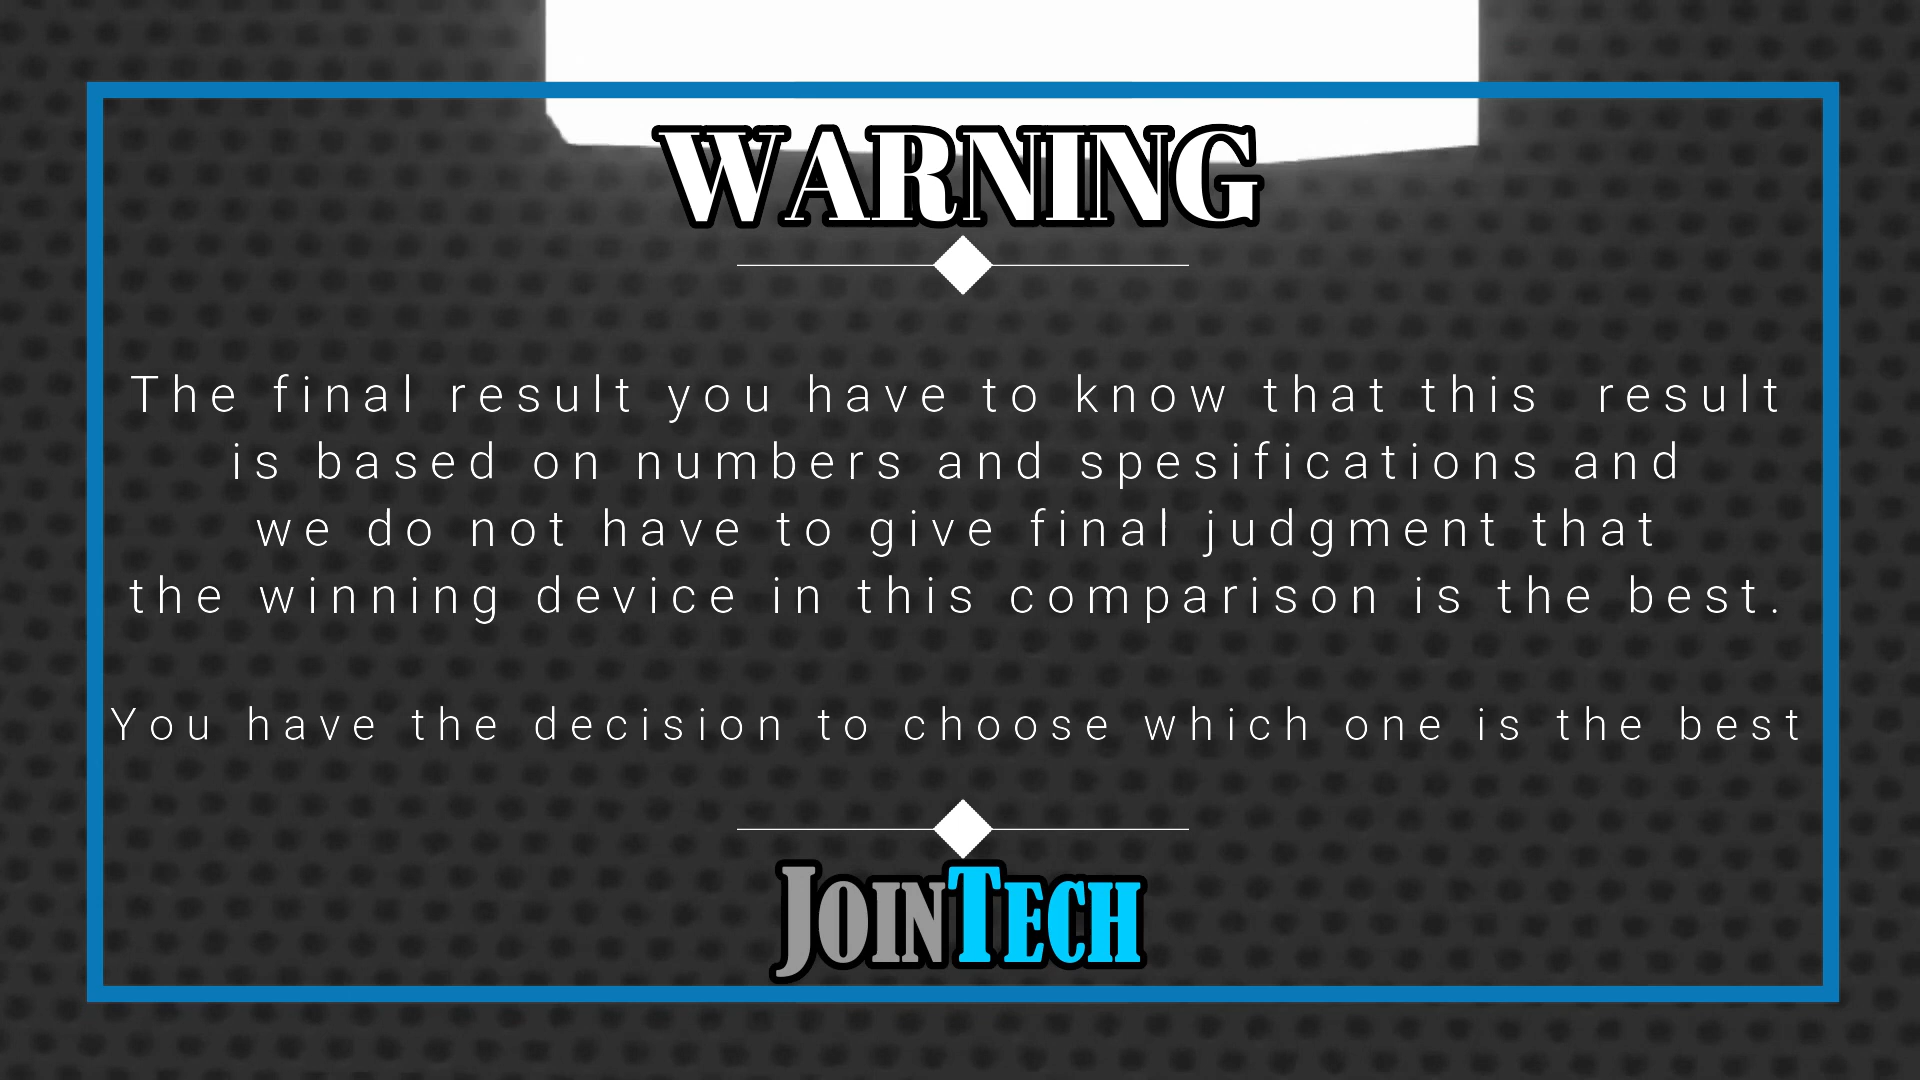 WARNING
The final result you have to know that this result
is based on numbers and spesifications and
we do not have to give final judgment that
the winning device in this comparison is the best.
You have the decision to choose which one is the best
JOINTECH